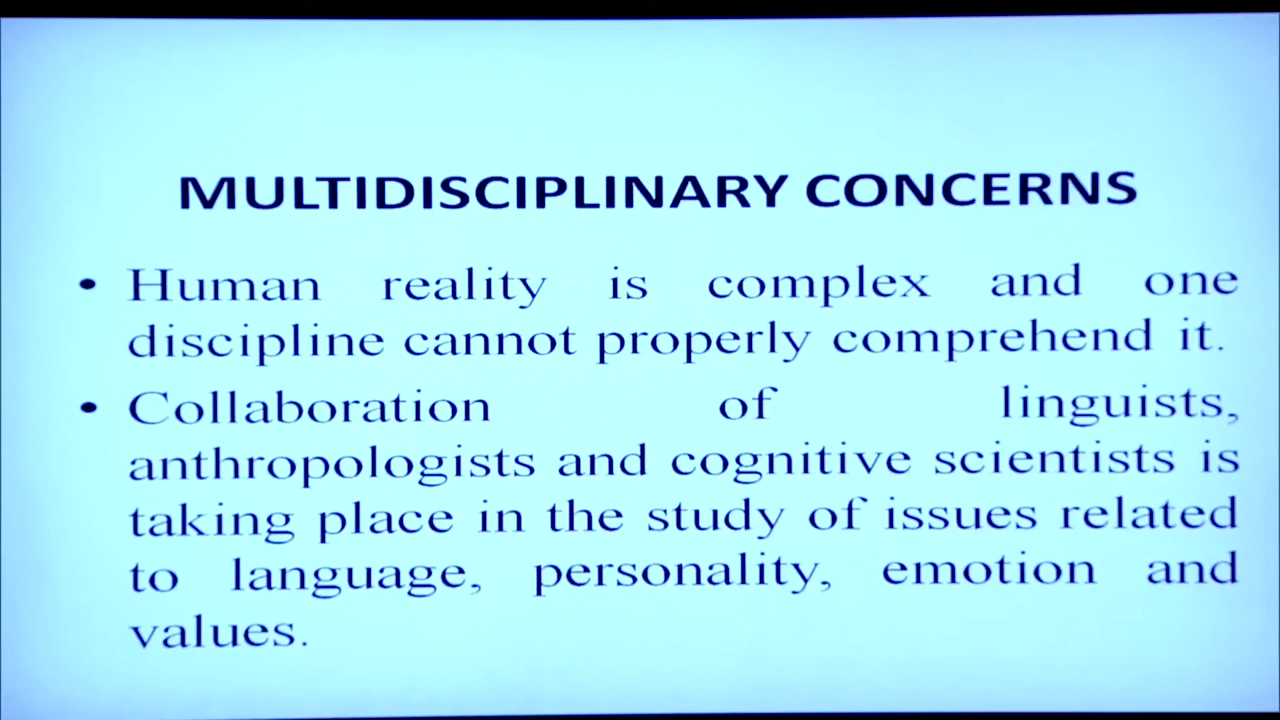 MULTIDISCIPLINARY CONCERNS
• Human reality is complex and one
discipline cannot properly comprehend it.
• Collaboration of linguists,
anthropologists and cognitive scientists is
taking place in the study of issues related
to language, personality, emotion and
values.